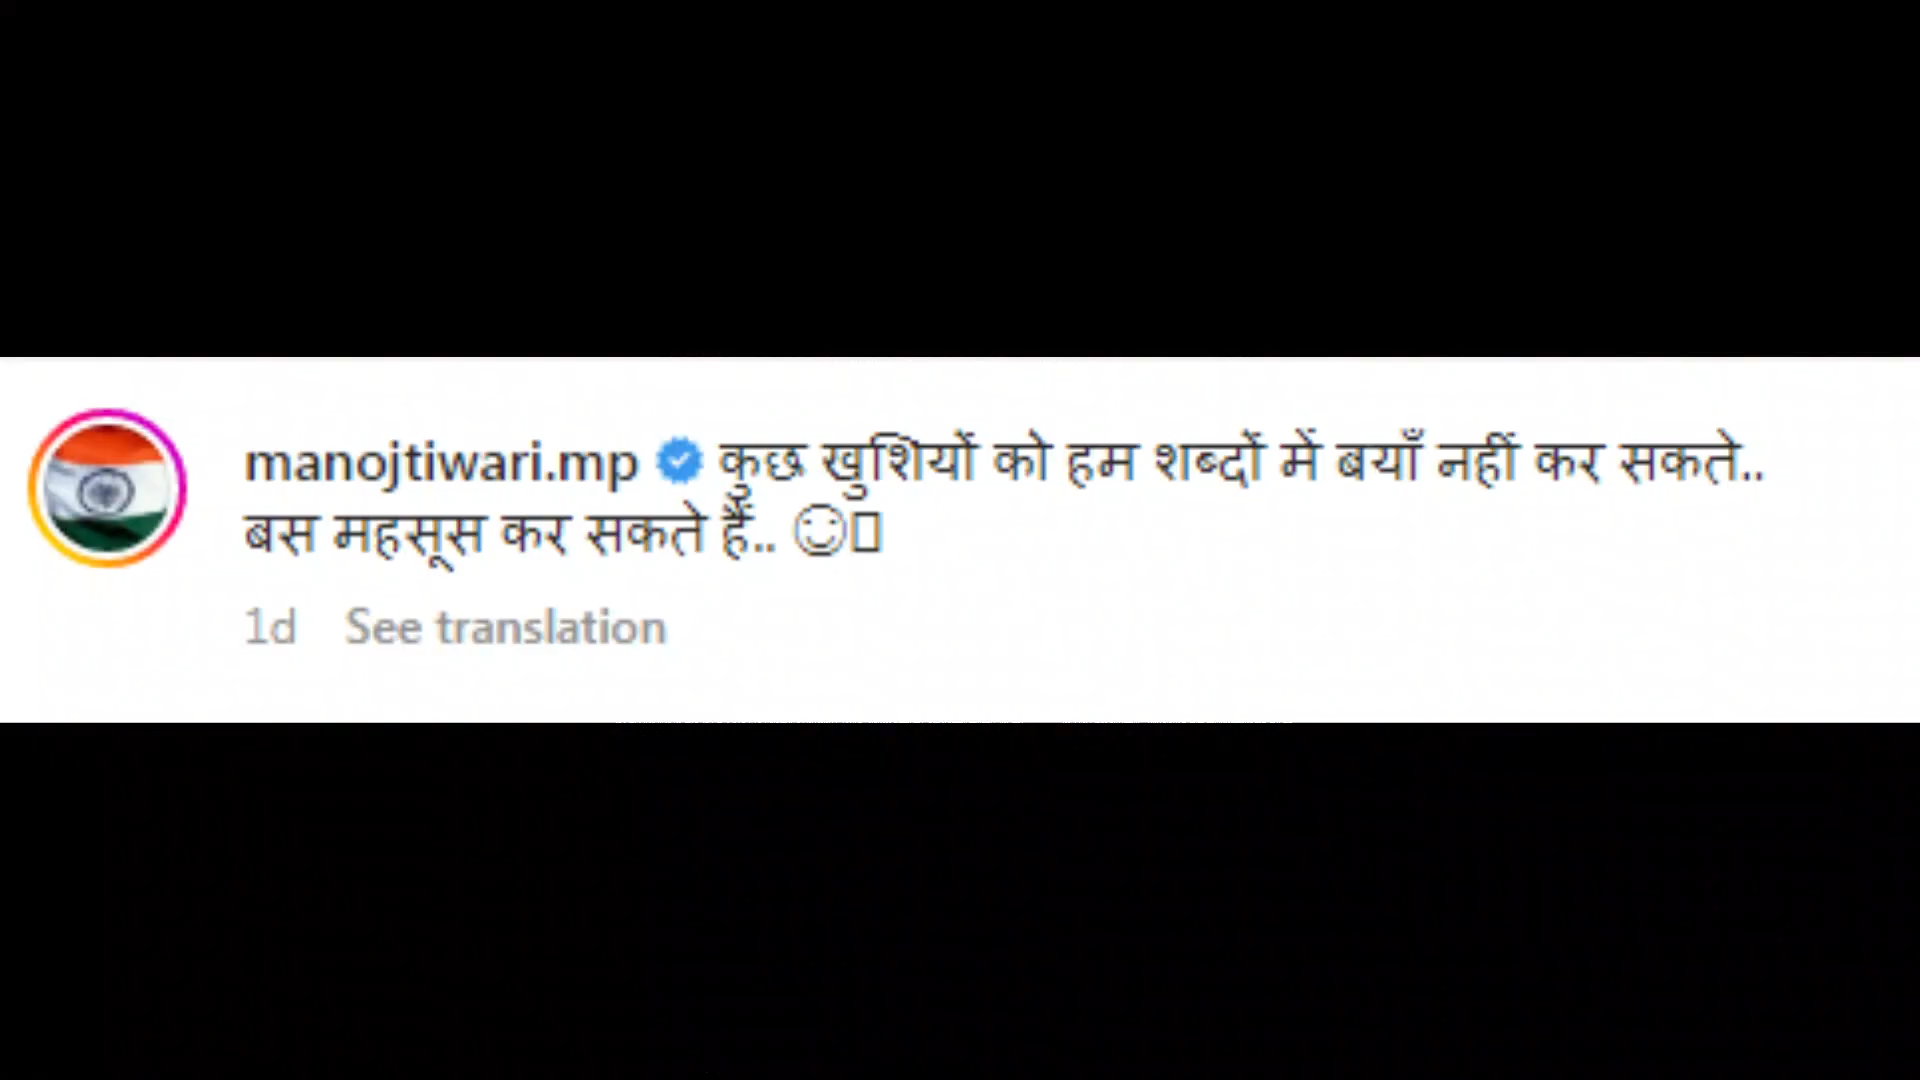 manojtiwari.mp कुछ खुशियों को हम शब्दों में बयाँ नहीं कर सकते..
बस महसूस कर सकते हैँ.. ☺
1d See translation